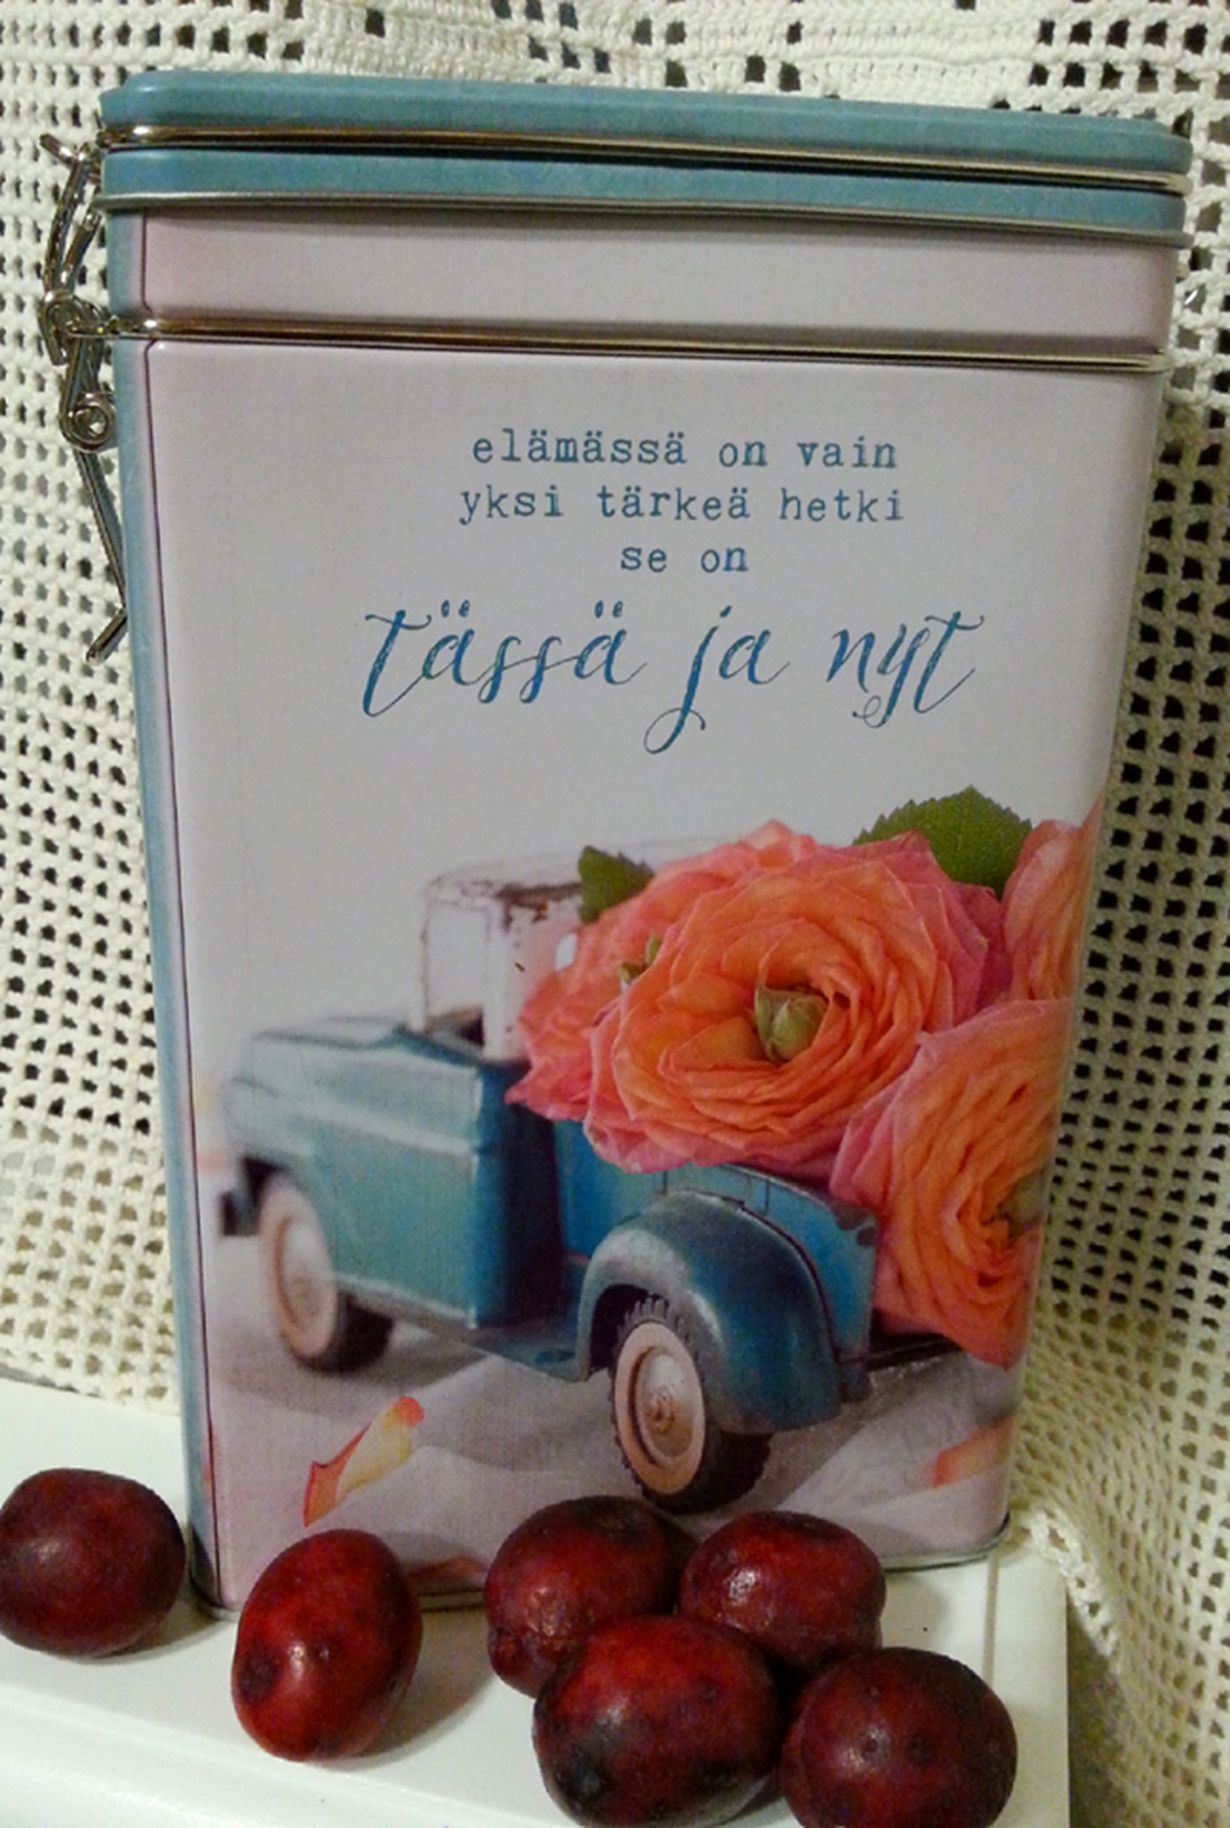 elämässä on vain
yksi tärkeä hetki
se on
tässä ja nyt